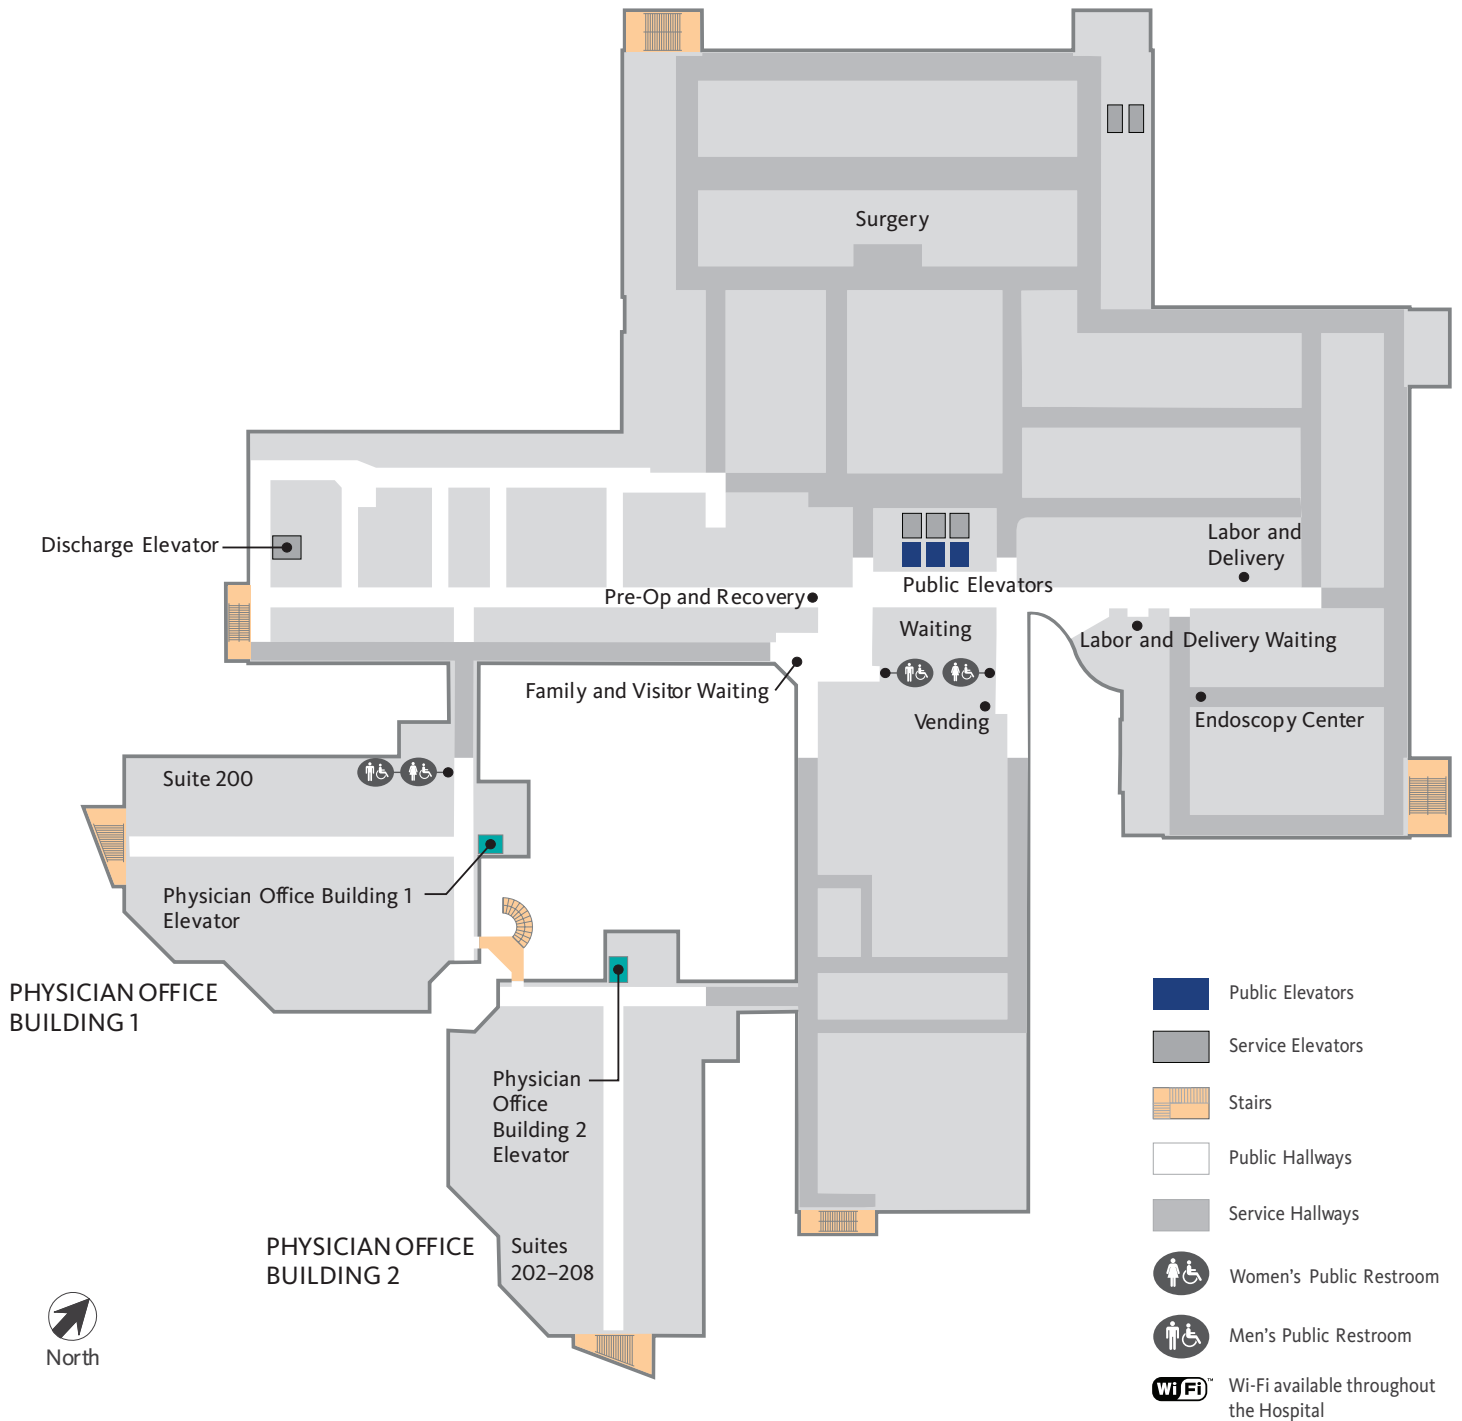 Surgery
Discharge Elevator
Labor and
Delivery
Public Elevators
Pre-Op and Recovery
Waiting
Labor and Delivery Waiting
Family and Visitor Waiting
Vending
Endoscopy Center
Suite 200
Physician Office Building 1
Elevator
PHYSICIAN OFFICE
BUILDING 1
Physician
Office
Building 2
Elevator
PHYSICIAN OFFICE
BUILDING 2
Suites
202–208
North
Public Elevators
Service Elevators
Stairs
Public Hallways
Service Hallways
Women's Public Restroom
Men's Public Restroom
WiFi™
Wi-Fi available throughout
the Hospital